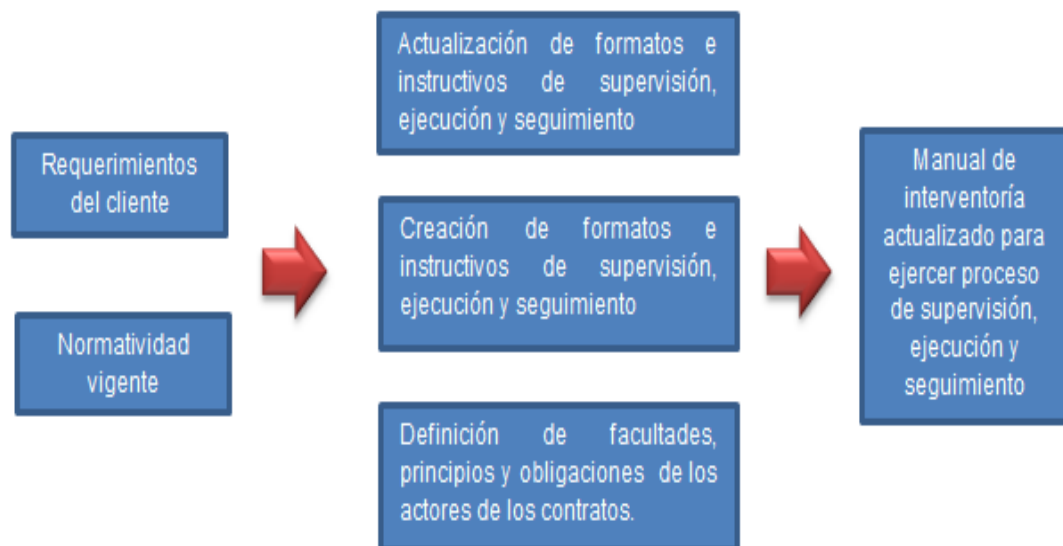 Requerimientos
del cliente
Normatividad
vigente
Actualización de formatos e
instructivos de supervisión,
ejecución y seguimiento
Creación de formatos e
instructivos de supervisión,
ejecución y seguimiento
Definición de facultades,
principios y obligaciones de los
actores de los contratos.
Manual de
interventoría
actualizado para
ejercer proceso
de supervisión,
ejecución y
seguimiento